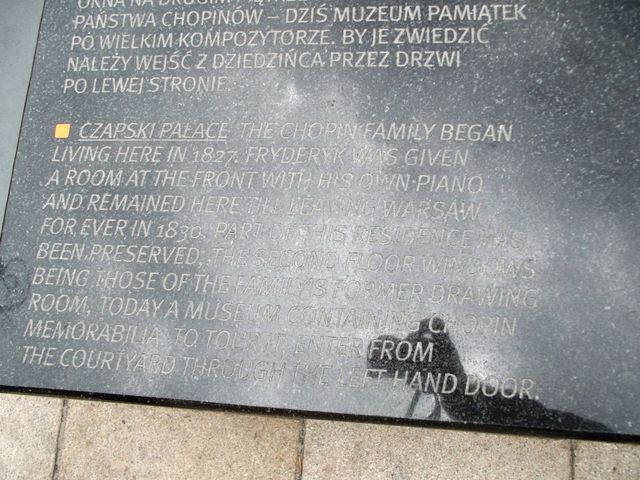 OKNA NA DRUGIM
PAŃSTWA CHOPINÓW – DZIŚ MUZEUM PAMIĄTEK
PO WIELKIM KOMPOZYTORZE. BY JE ZWIEDZIĆ
NALEŻY WEJŚĆ Z DZIEDZIŃCA PRZEZ DRZWI
PO LEWEJ STRONIE.
CZAPSKI PALACE THE CHOPIN FAMILY BEGAN
LIVING HERE IN 1827. FRYDERYK WAS GIVEN
A ROOM AT THE FRONT WITH HIS OWN PIANO
AND REMAINED HERE TILL LEAVING WARSAW
FOR EVER IN 1830. PART OF THIS RESIDENCE HAS
BEEN PRESERVED, THE SECOND FLOOR WINDOWS
BEING THOSE OF THE FAMILY'S FORMER DRAWING
ROOM, TODAY A MUSEUM CONTAINING CHOPIN
MEMORABILIA. TO TOUR IT, ENTER FROM
THE COURTYARD THROUGH THE LEFT HAND DOOR.